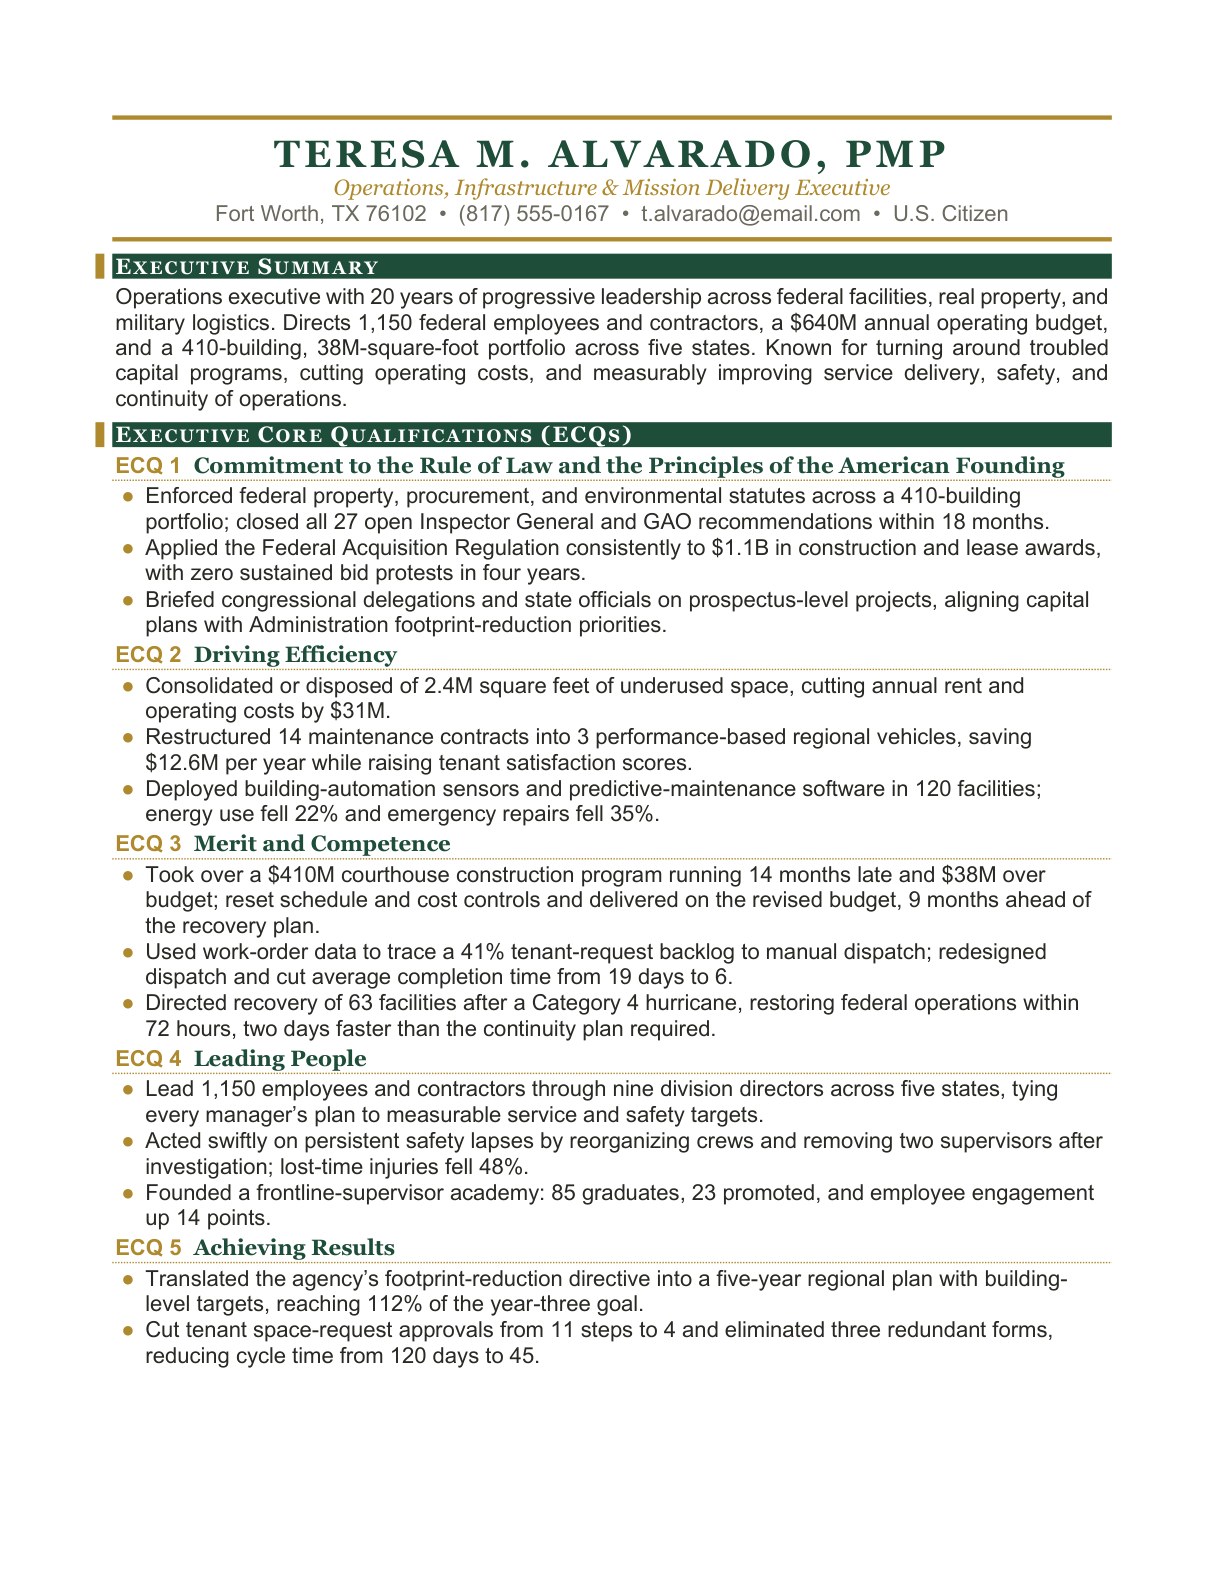 TERESA M. ALVARADO, PMP
Operations, Infrastructure & Mission Delivery Executive
Fort Worth, TX 76102 • (817) 555-0167 • t.alvarado@email.com • U.S. Citizen
EXECUTIVE SUMMARY
Operations executive with 20 years of progressive leadership across federal facilities, real property, and
military logistics. Directs 1,150 federal employees and contractors, a $640M annual operating budget,
and a 410-building, 38M-square-foot portfolio across five states. Known for turning around troubled
capital programs, cutting operating costs, and measurably improving service delivery, safety, and
continuity of operations.
EXECUTIVE CORE QUALIFICATIONS (ECQS)
ECQ 1 Commitment to the Rule of Law and the Principles of the American Founding
● Enforced federal property, procurement, and environmental statutes across a 410-building
portfolio; closed all 27 open Inspector General and GAO recommendations within 18 months.
● Applied the Federal Acquisition Regulation consistently to $1.1B in construction and lease awards,
with zero sustained bid protests in four years.
● Briefed congressional delegations and state officials on prospectus-level projects, aligning capital
plans with Administration footprint-reduction priorities.
ECQ 2 Driving Efficiency
● Consolidated or disposed of 2.4M square feet of underused space, cutting annual rent and
operating costs by $31M.
● Restructured 14 maintenance contracts into 3 performance-based regional vehicles, saving
$12.6M per year while raising tenant satisfaction scores.
● Deployed building-automation sensors and predictive-maintenance software in 120 facilities;
energy use fell 22% and emergency repairs fell 35%.
ECQ 3 Merit and Competence
● Took over a $410M courthouse construction program running 14 months late and $38M over
budget; reset schedule and cost controls and delivered on the revised budget, 9 months ahead of
the recovery plan.
● Used work-order data to trace a 41% tenant-request backlog to manual dispatch; redesigned
dispatch and cut average completion time from 19 days to 6.
● Directed recovery of 63 facilities after a Category 4 hurricane, restoring federal operations within
72 hours, two days faster than the continuity plan required.
ECQ 4 Leading People
● Lead 1,150 employees and contractors through nine division directors across five states, tying
every manager’s plan to measurable service and safety targets.
● Acted swiftly on persistent safety lapses by reorganizing crews and removing two supervisors after
investigation; lost-time injuries fell 48%.
● Founded a frontline-supervisor academy: 85 graduates, 23 promoted, and employee engagement
up 14 points.
ECQ 5 Achieving Results
● Translated the agency’s footprint-reduction directive into a five-year regional plan with building-
level targets, reaching 112% of the year-three goal.
● Cut tenant space-request approvals from 11 steps to 4 and eliminated three redundant forms,
reducing cycle time from 120 days to 45.